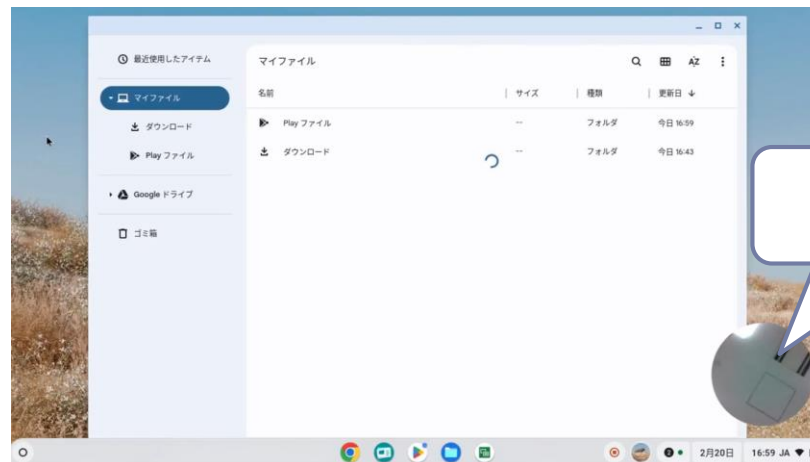 最近使用したアイテム
マイファイル
ダウンロード
Play ファイル
Google ドライブ
ゴミ箱
マイファイル
AZ
名前 サイズ 種類 更新日
Play ファイル -- フォルダ 今日 16:59
ダウンロード -- フォルダ 今日 16:43
2 2月20日 16:59 JA